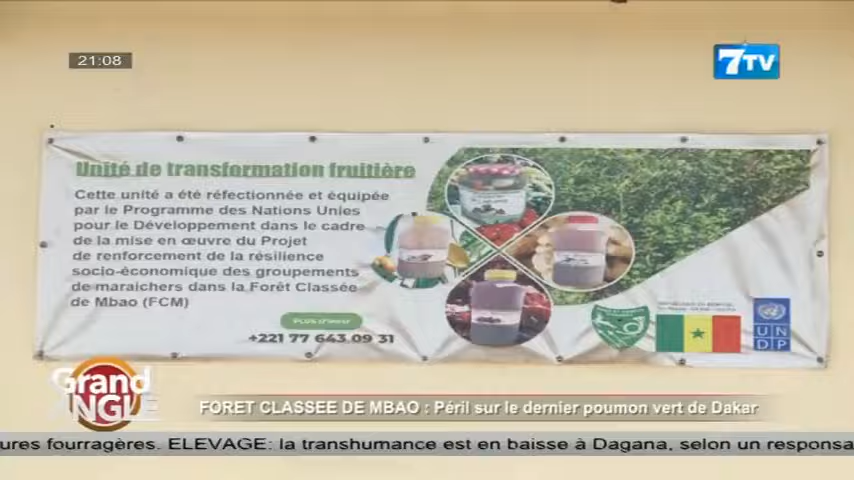 21:08
7TV
Unité de transformation fruitière
Cette unité a été réfectionnée et équipée
par le Programme des Nations Unies
pour le Développement dans le cadre
de la mise en œuvre du Projet
de renforcement de la résilience
socio-économique des groupements
de maraichers dans la Forêt Classée
de Mbao (FCM)
+221 77 643 09 31
UN
DP
Grand
ANGLE
FORET CLASSEE DE MBAO : Péril sur le dernier poumon vert de Dakar
ures fourragères. ELEVAGE: la transhumance est en baisse à Dagana, selon un responsa